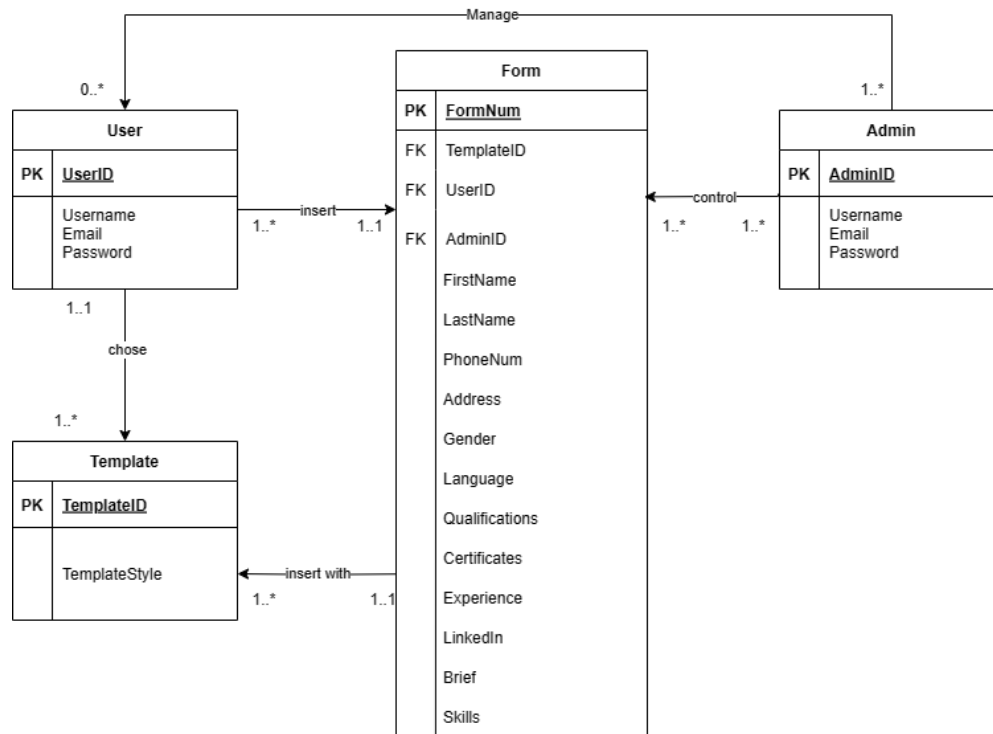 Manage
0..*
1..*
User
PK UserID
Username
Email
Password
insert
1..*
1..1
Form
PK FormNum
FK TemplateID
FK UserID
FK AdminID
FirstName
LastName
PhoneNum
Address
Gender
Language
Qualifications
Certificates
Experience
LinkedIn
Brief
Skills
control
1..*
1..*
Admin
PK AdminID
Username
Email
Password
1..1
chose
1..*
Template
PK TemplateID
TemplateStyle
insert with
1..*
1..1